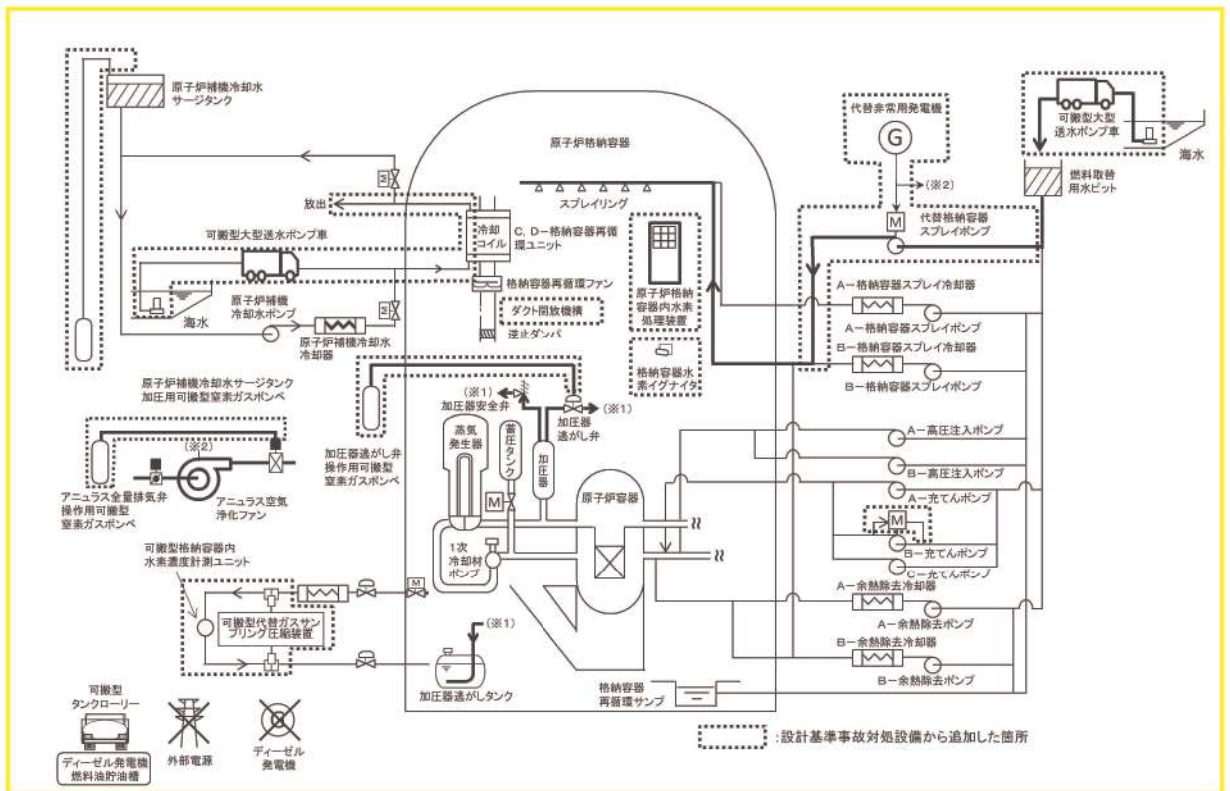 原子炉補機冷却水
サージタンク
原子炉格納容器
代替非常用発電機
G
(※2)
M
代替格納容器
スプレイポンプ
可搬型大型
送水ポンプ車
海水
燃料取替
用水ピット
M
放出
スプレイリング
冷却
コイル
C, D-格納容器再循
環ユニット
可搬型大型送水ポンプ車
格納容器再循環ファン
ダクト開放機構
逆止ダンパ
海水
原子炉補機
冷却水ポンプ
M
原子炉補機冷却水
冷却器
原子炉格納
容器内水素
処理装置
格納容器水
素イグナイタ
A-格納容器スプレイ冷却器
A-格納容器スプレイポンプ
B-格納容器スプレイ冷却器
B-格納容器スプレイポンプ
原子炉補機冷却水サージタンク
加圧用可搬型窒素ガスボンベ
(※1)
加圧器安全弁
(※1)
加圧器
逃がし弁
加圧器逃がし弁
操作用可搬型
窒素ガスボンベ
蒸気
発生器
蓄圧タンク
加圧器
M
原子炉容器
1次
冷却材
ポンプ
(※2)
アニュラス全量排気弁
操作用可搬型
窒素ガスボンベ
アニュラス空気
浄化ファン
A-高圧注入ポンプ
B-高圧注入ポンプ
A-充てんポンプ
M
B-充てんポンプ
C-充てんポンプ
A-余熱除去冷却器
A-余熱除去ポンプ
B-余熱除去冷却器
B-余熱除去ポンプ
可搬型格納容器内
水素濃度計測ユニット
M
可搬型代替ガスサン
プリング圧縮装置
(※1)
加圧器逃がしタンク
格納容器
再循環サンプ
可搬型
タンクローリー
ディーゼル発電機
燃料油貯油槽
外部電源
ディーゼル
発電機
:設計基準事故対処設備から追加した箇所